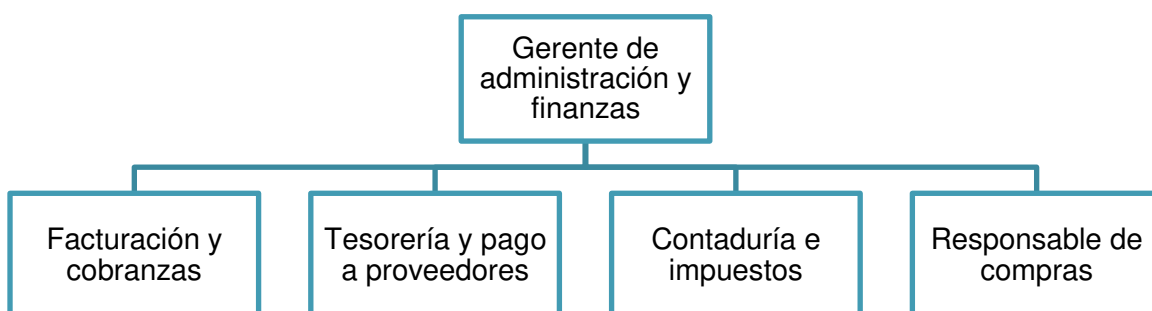 Gerente de
administración y
finanzas
Facturación y
cobranzas
Tesorería y pago
a proveedores
Contaduría e
impuestos
Responsable de
compras